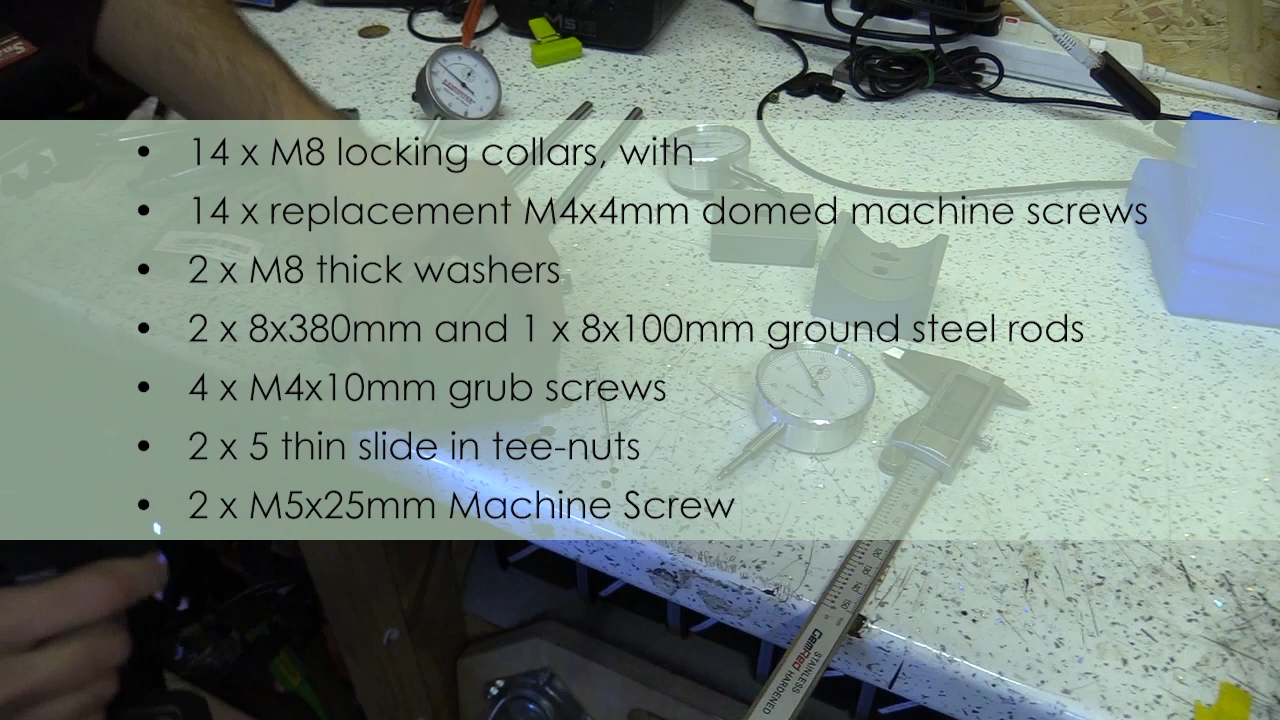 • 14 x M8 locking collars, with
• 14 x replacement M4x4mm domed machine screws
• 2 x M8 thick washers
• 2 x 8x380mm and 1 x 8x100mm ground steel rods
• 4 x M4x10mm grub screws
• 2 x 5 thin slide in tee-nuts
• 2 x M5x25mm Machine Screw
DamRed
STAINLESS
HARDENED